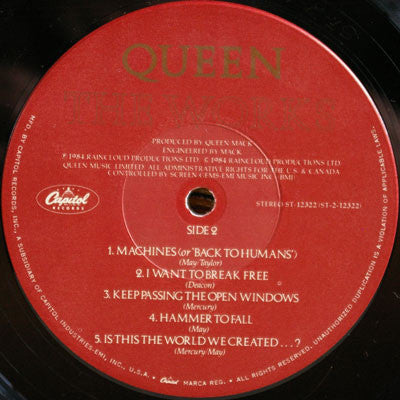 QUEEN
THE WORKS
PRODUCED BY QUEEN/MACK
ENGINEERED BY MACK
℗ 1984 RAINCLOUD PRODUCTIONS LTD. © 1984 RAINCLOUD PRODUCTIONS LTD.
QUEEN MUSIC LIMITED. ALL ADMINISTRATIVE RIGHTS FOR THE U.S. & CANADA
CONTROLLED BY SCREEN GEMS-EMI MUSIC INC. (BMI)
Capitol
RECORDS
STEREO ST-12322 (ST-2-12322)
SIDE 2
1. MACHINES (or "BACK TO HUMANS")
(May/Taylor)
2. I WANT TO BREAK FREE
(Deacon)
3. KEEP PASSING THE OPEN WINDOWS
(Mercury)
4. HAMMER TO FALL
(May)
5. IS THIS THE WORLD WE CREATED . . . ?
(Mercury/May)
MFD. BY CAPITOL RECORDS, INC., A SUBSIDIARY OF CAPITOL INDUSTRIES-EMI, INC., U.S.A. • Capitol MARCA REG. • ALL RIGHTS RESERVED. UNAUTHORIZED DUPLICATION IS A VIOLATION OF APPLICABLE LAWS.